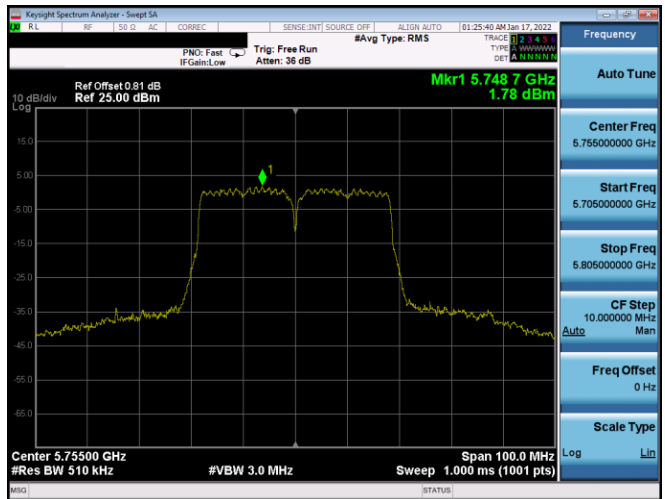 Keysight Spectrum Analyzer - Swept SA
RL RF 50 Ω AC CORREC SENSE:INT SOURCE OFF ALIGN AUTO 01:25:40 AM Jan 17, 2022
#Avg Type: RMS
TRACE 1 2 3 4 5 6
PNO: Fast Trig: Free Run
TYPE A WWWWW
IFGain:Low Atten: 36 dB
DET A N N N N N
Frequency
Auto Tune
Mkr1 5.748 7 GHz
Ref Offset 0.81 dB
10 dB/div Ref 25.00 dBm 1.78 dBm
Log
15.0
5.00
-5.00
-15.0
-25.0
-35.0
-45.0
-55.0
-65.0
1
Center Freq
5.755000000 GHz
Start Freq
5.705000000 GHz
Stop Freq
5.805000000 GHz
CF Step
10.000000 MHz
Auto Man
Freq Offset
0 Hz
Scale Type
Log Lin
Center 5.75500 GHz Span 100.0 MHz
#Res BW 510 kHz #VBW 3.0 MHz Sweep 1.000 ms (1001 pts)
MSG STATUS